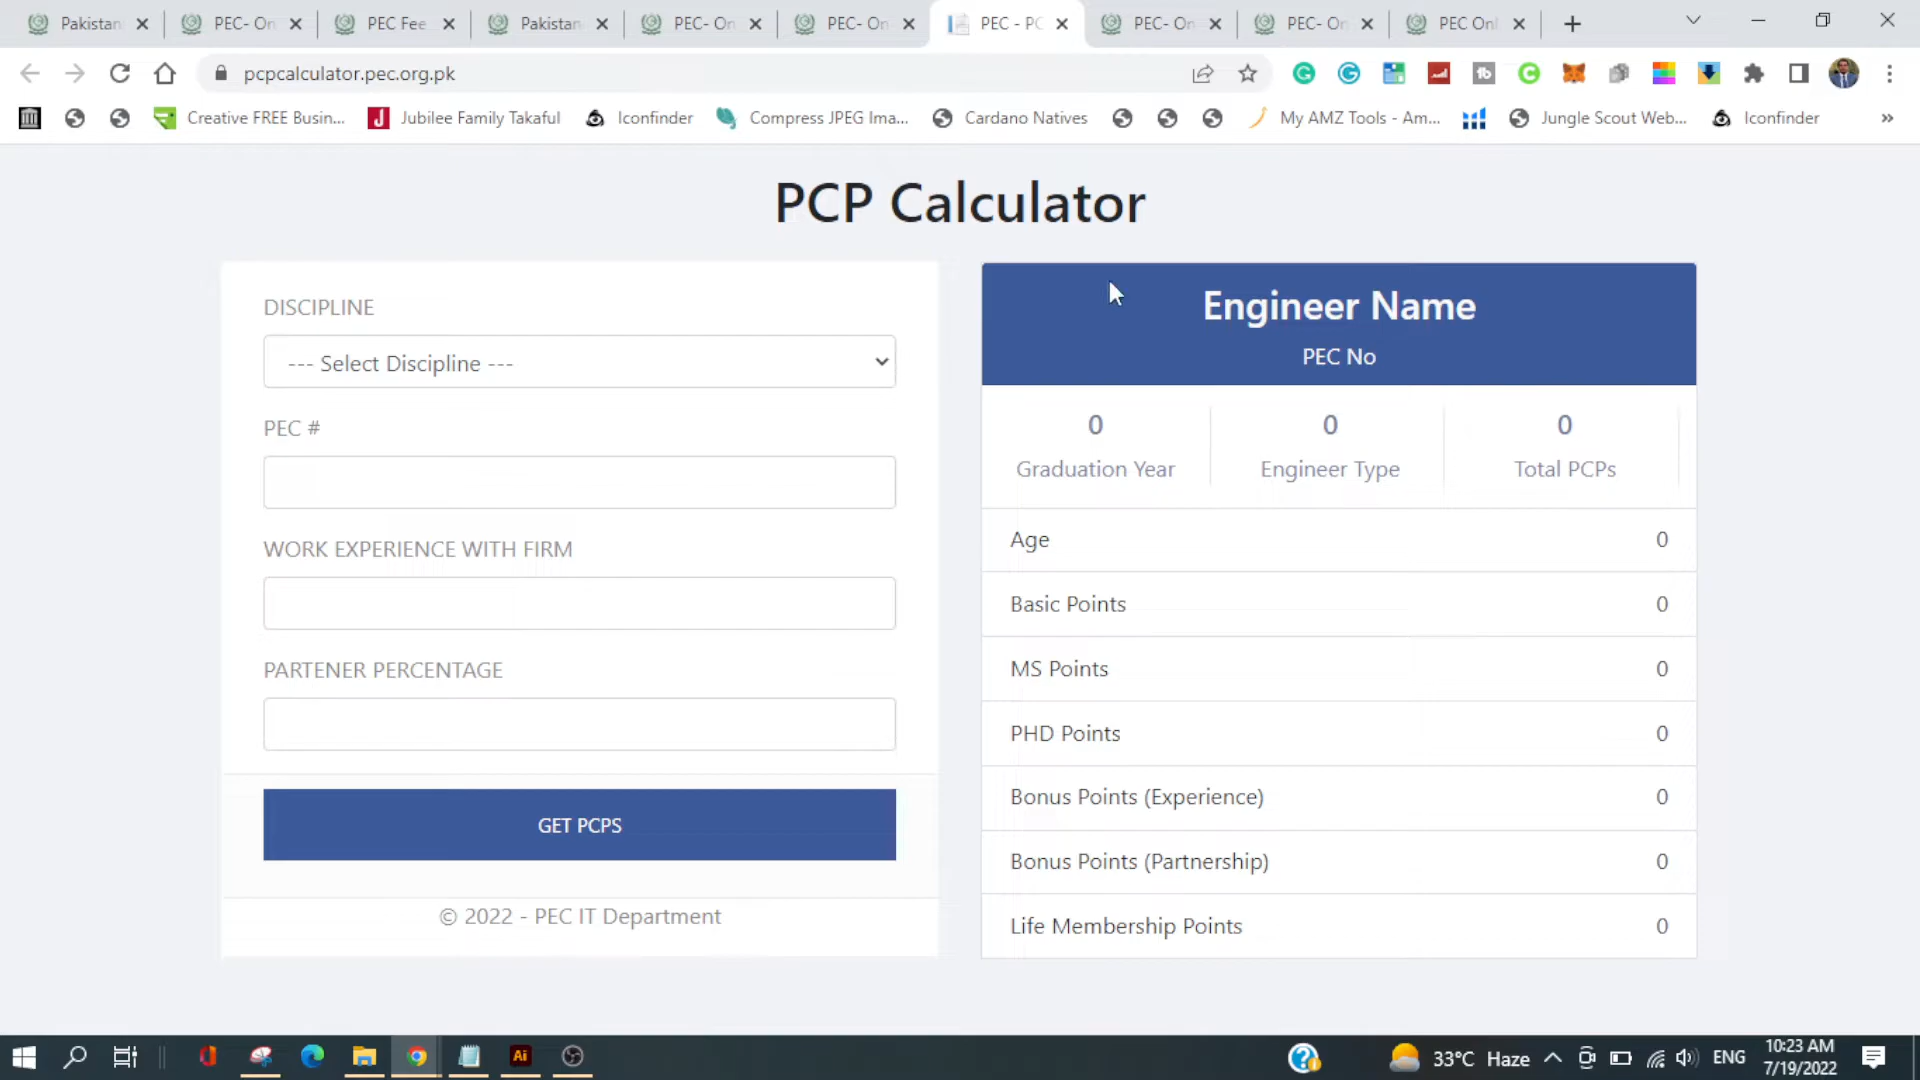 Pakistan
PEC- On
PEC Fee
Pakistan
PEC- On
PEC- On
PEC - PC
PEC- On
PEC- On
PEC Onl
pcpcalculator.pec.org.pk
Creative FREE Busin...
Jubilee Family Takaful
Iconfinder
Compress JPEG Ima...
Cardano Natives
My AMZ Tools - Am...
Jungle Scout Web...
Iconfinder
»
PCP Calculator
DISCIPLINE
--- Select Discipline ---
PEC #
WORK EXPERIENCE WITH FIRM
PARTENER PERCENTAGE
GET PCPS
© 2022 - PEC IT Department
Engineer Name
PEC No
0
Graduation Year
0
Engineer Type
0
Total PCPs
Age 0
Basic Points 0
MS Points 0
PHD Points 0
Bonus Points (Experience) 0
Bonus Points (Partnership) 0
Life Membership Points 0
Ai
33°C Haze
ENG
10:23 AM
7/19/2022